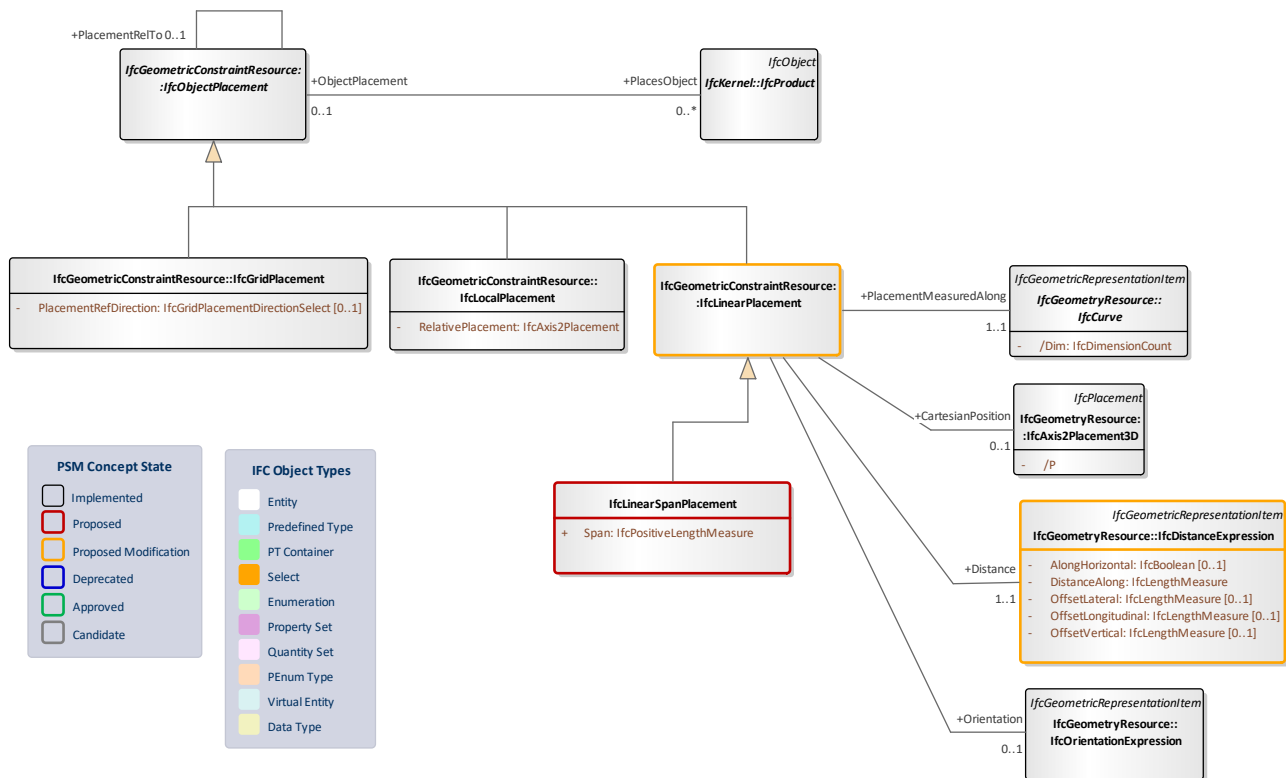 +PlacementRelTo 0..1
IfcGeometricConstraintResource:
:IfcObjectPlacement
+ObjectPlacement
0..1
+PlacesObject
0..*
IfcObject
IfcKernel::IfcProduct
IfcGeometricConstraintResource::IfcGridPlacement
- PlacementRefDirection: IfcGridPlacementDirectionSelect [0..1]
IfcGeometricConstraintResource::
IfcLocalPlacement
- RelativePlacement: IfcAxis2Placement
IfcGeometricConstraintResource:
:IfcLinearPlacement
+PlacementMeasuredAlong
1..1
IfcGeometricRepresentationItem
IfcGeometryResource::
IfcCurve
- /Dim: IfcDimensionCount
+CartesianPosition
0..1
IfcPlacement
IfcGeometryResource:
:IfcAxis2Placement3D
- /P
IfcLinearSpanPlacement
+ Span: IfcPositiveLengthMeasure
+Distance
1..1
IfcGeometricRepresentationItem
IfcGeometryResource::IfcDistanceExpression
- AlongHorizontal: IfcBoolean [0..1]
- DistanceAlong: IfcLengthMeasure
- OffsetLateral: IfcLengthMeasure [0..1]
- OffsetLongitudinal: IfcLengthMeasure [0..1]
- OffsetVertical: IfcLengthMeasure [0..1]
+Orientation
0..1
IfcGeometricRepresentationItem
IfcGeometryResource::
IfcOrientationExpression
PSM Concept State
Implemented
Proposed
Proposed Modification
Deprecated
Approved
Candidate
IFC Object Types
Entity
Predefined Type
PT Container
Select
Enumeration
Property Set
Quantity Set
PEnum Type
Virtual Entity
Data Type